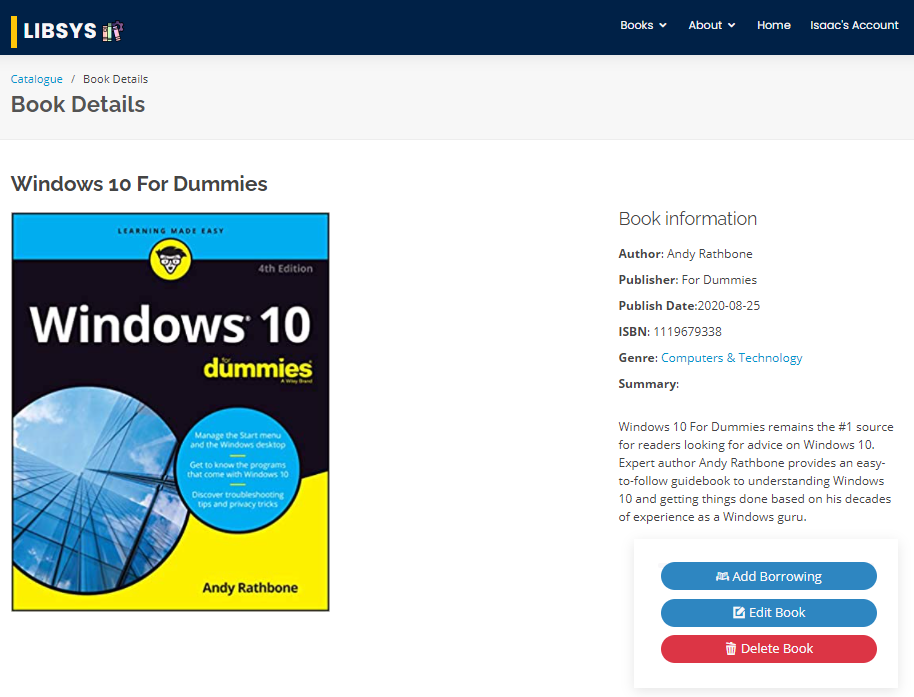 LIBSYS
Books
About
Home
Isaac's Account
Catalogue / Book Details
Book Details
Windows 10 For Dummies
LEARNING MADE EASY
4th Edition
Windows 10
for
dummies
A Wiley Brand
Manage the Start menu
and the Windows desktop
Get to know the programs
that come with Windows 10
Discover troubleshooting
tips and privacy tricks
Andy Rathbone
Book information
Author: Andy Rathbone
Publisher: For Dummies
Publish Date:2020-08-25
ISBN: 1119679338
Genre: Computers & Technology
Summary:
Windows 10 For Dummies remains the #1 source
for readers looking for advice on Windows 10.
Expert author Andy Rathbone provides an easy-
to-follow guidebook to understanding Windows
10 and getting things done based on his decades
of experience as a Windows guru.
Add Borrowing
Edit Book
Delete Book